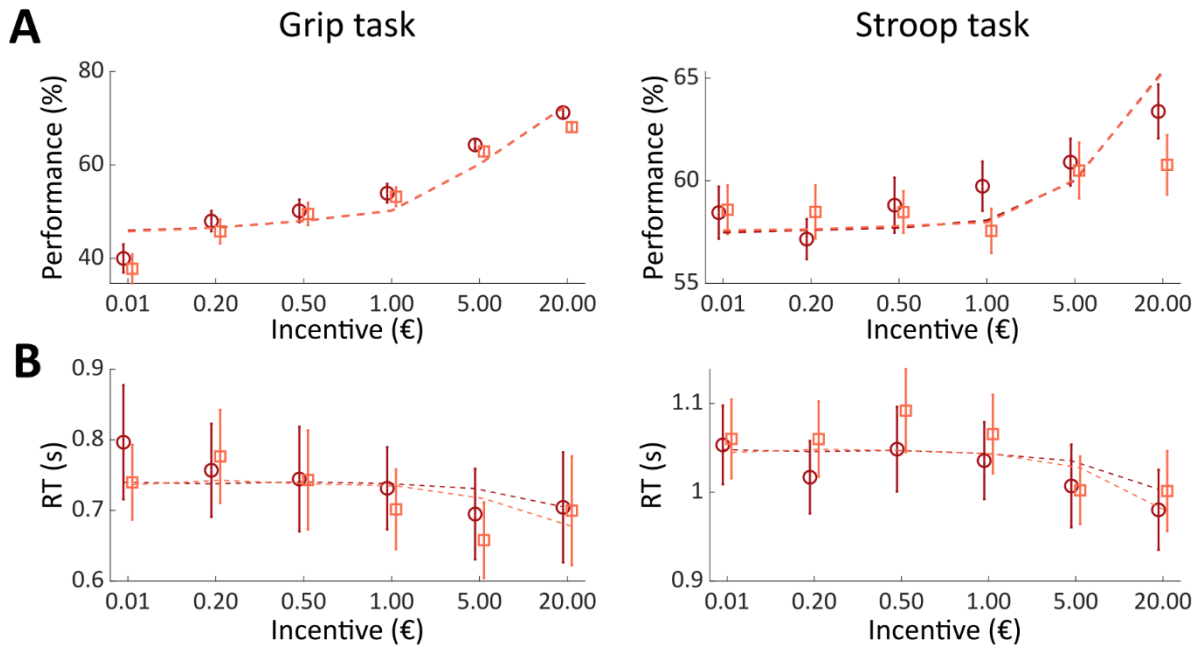 A
Grip task
Stroop task
Performance (%)
80
60
40
0.01 0.20 0.50 1.00 5.00 20.00
Incentive (€)
Performance (%)
65
60
55
0.01 0.20 0.50 1.00 5.00 20.00
Incentive (€)
B
RT (s)
0.9
0.8
0.7
0.6
0.01 0.20 0.50 1.00 5.00 20.00
Incentive (€)
RT (s)
1.1
1
0.9
0.01 0.20 0.50 1.00 5.00 20.00
Incentive (€)